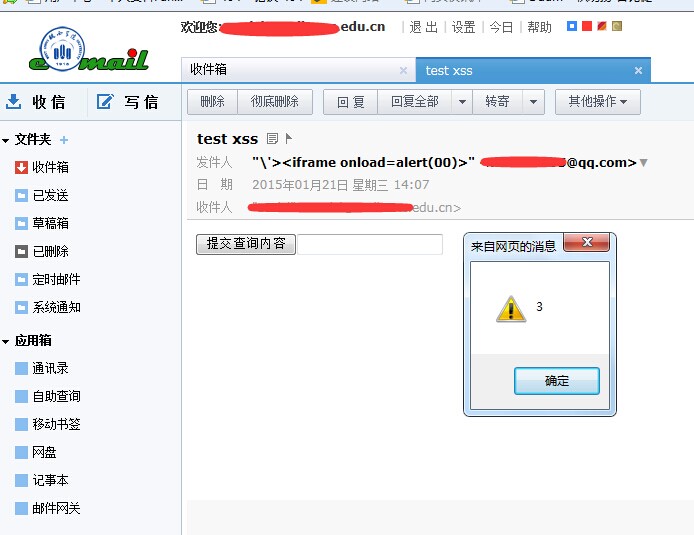 欢迎您: .edu.cn | 退 出 | 设置 | 今日 | 帮助
e mail
收件箱 × test xss ×
收 信 写 信
删除 彻底删除 回 复 回复全部 转寄 其他操作
文件夹 +
收件箱
已发送
草稿箱
已删除
定时邮件
系统通知
应用箱
通讯录
自助查询
移动书签
网盘
记事本
邮件网关
test xss
发件人 "\'><iframe onload=alert(00)>" @qq.com>
日 期 2015年01月21日 星期三 14:07
收件人 edu.cn>
提交查询内容
来自网页的消息
3
确定